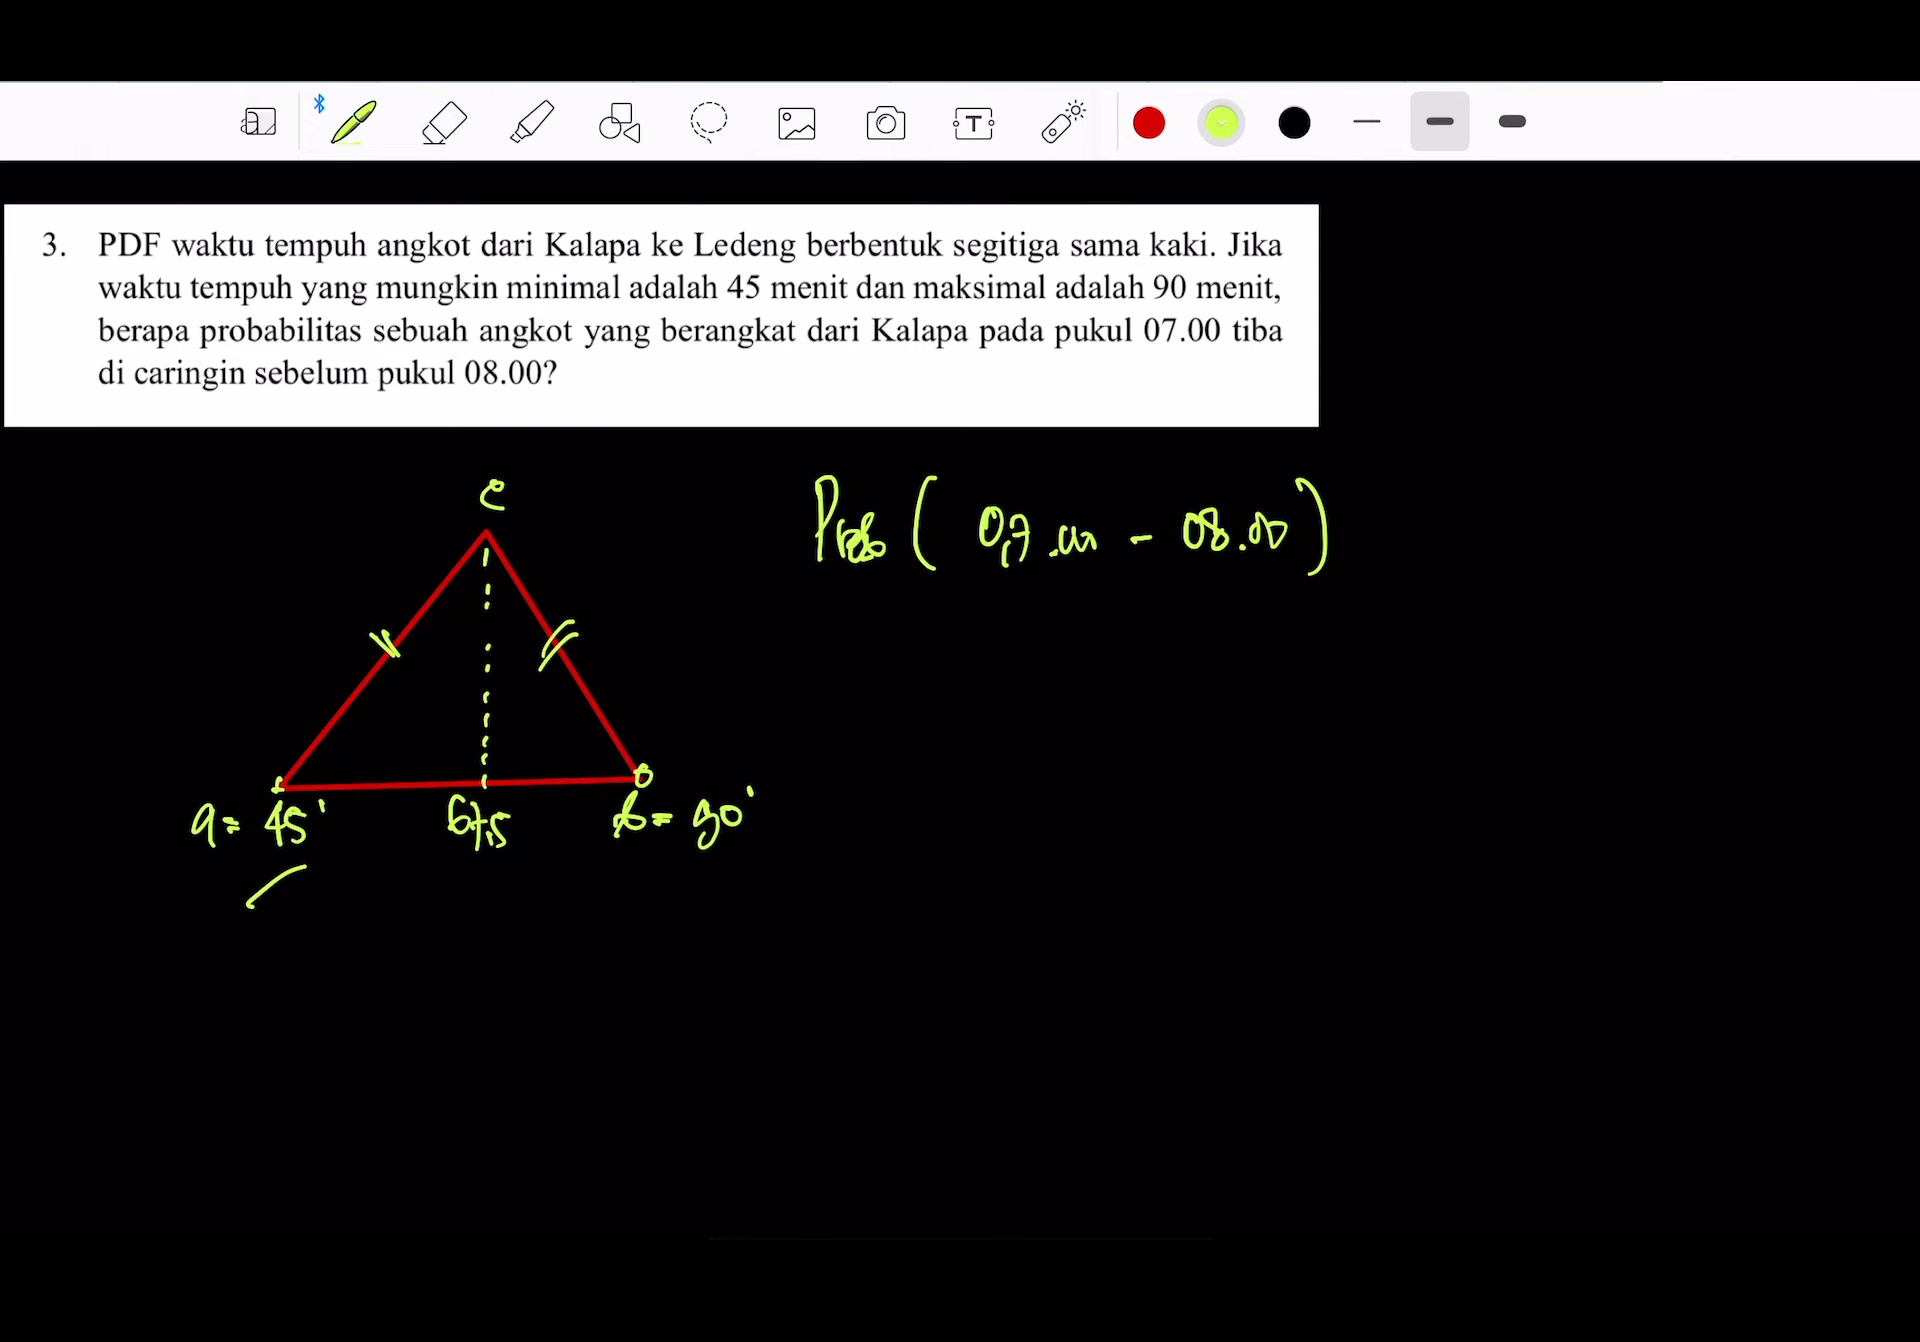 3. PDF waktu tempuh angkot dari Kalapa ke Ledeng berbentuk segitiga sama kaki. Jika
waktu tempuh yang mungkin minimal adalah 45 menit dan maksimal adalah 90 menit,
berapa probabilitas sebuah angkot yang berangkat dari Kalapa pada pukul 07.00 tiba
di caringin sebelum pukul 08.00?
c
Prob ( 07.00 - 08.00 )
a = 45'
67,5
b = 90'